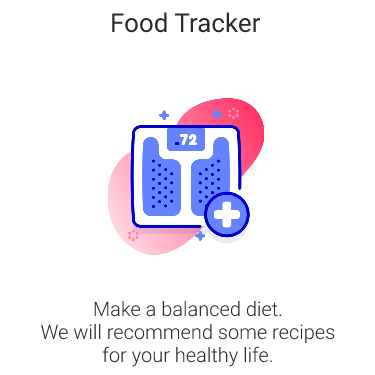 Food Tracker
.72
Make a balanced diet.
We will recommend some recipes
for your healthy life.